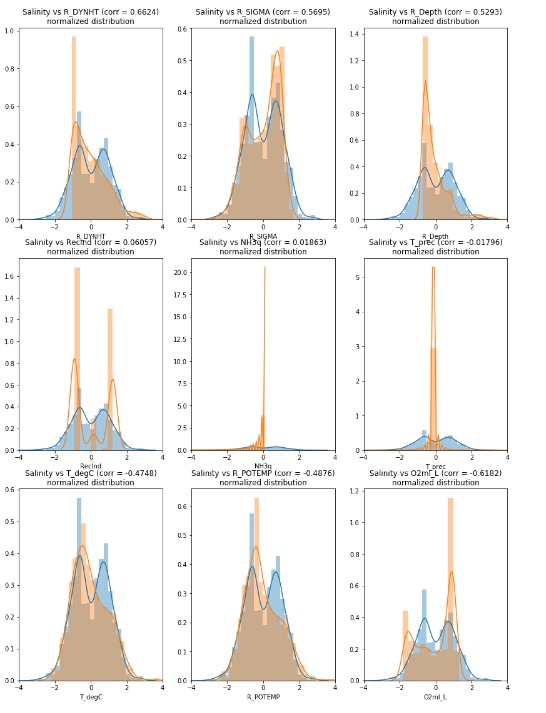 Salinity vs R_DYNHT (corr = 0.6624)
normalized distribution
1.0
0.8
0.6
0.4
0.2
0.0
−4 −2 0 2 4
R_DYNHT
Salinity vs R_SIGMA (corr = 0.5695)
normalized distribution
0.6
0.5
0.4
0.3
0.2
0.1
0.0
−4 −2 0 2 4
R_SIGMA
Salinity vs R_Depth (corr = 0.5293)
normalized distribution
1.4
1.2
1.0
0.8
0.6
0.4
0.2
0.0
−4 −2 0 2 4
R_Depth
Salinity vs RecInd (corr = 0.06057)
normalized distribution
1.6
1.4
1.2
1.0
0.8
0.6
0.4
0.2
0.0
−4 −2 0 2 4
RecInd
Salinity vs NH3q (corr = 0.01863)
normalized distribution
20.0
17.5
15.0
12.5
10.0
7.5
5.0
2.5
0.0
−4 −2 0 2 4
NH3q
Salinity vs T_prec (corr = -0.01796)
normalized distribution
5
4
3
2
1
0
−4 −2 0 2 4
T_prec
Salinity vs T_degC (corr = -0.4748)
normalized distribution
0.6
0.5
0.4
0.3
0.2
0.1
0.0
−4 −2 0 2 4
T_degC
Salinity vs R_POTEMP (corr = -0.4876)
normalized distribution
0.7
0.6
0.5
0.4
0.3
0.2
0.1
0.0
−4 −2 0 2 4
R_POTEMP
Salinity vs O2ml_L (corr = -0.6182)
normalized distribution
1.2
1.0
0.8
0.6
0.4
0.2
0.0
−4 −2 0 2 4
O2ml_L